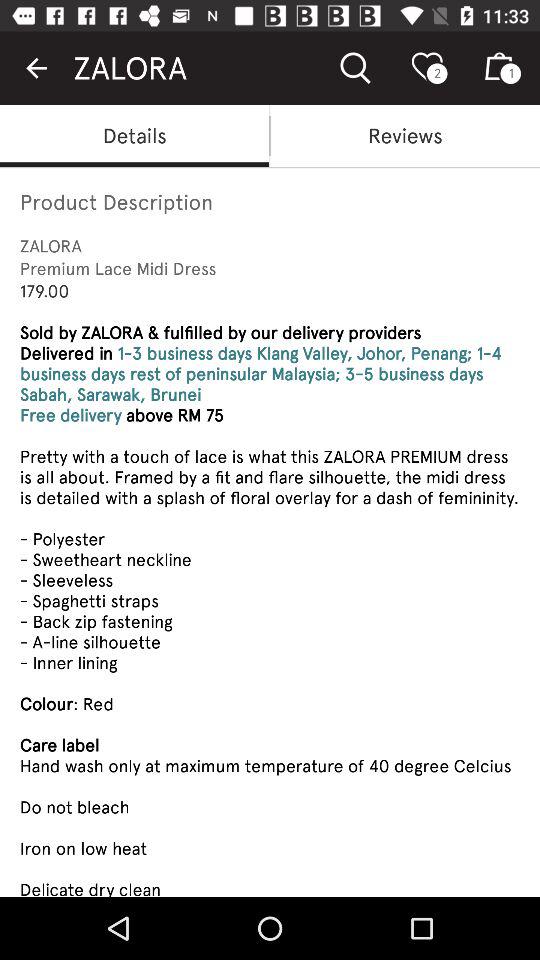 N B B B B 11:33
ZALORA 2 1
Details Reviews
Product Description
ZALORA
Premium Lace Midi Dress
179.00
Sold by ZALORA & fulfilled by our delivery providers
Delivered in 1-3 business days Klang Valley, Johor, Penang; 1-4
business days rest of peninsular Malaysia; 3-5 business days
Sabah, Sarawak, Brunei
Free delivery above RM 75
Pretty with a touch of lace is what this ZALORA PREMIUM dress
is all about. Framed by a fit and flare silhouette, the midi dress
is detailed with a splash of floral overlay for a dash of femininity.
- Polyester
- Sweetheart neckline
- Sleeveless
- Spaghetti straps
- Back zip fastening
- A-line silhouette
- Inner lining
Colour: Red
Care label
Hand wash only at maximum temperature of 40 degree Celcius
Do not bleach
Iron on low heat
Delicate dry clean